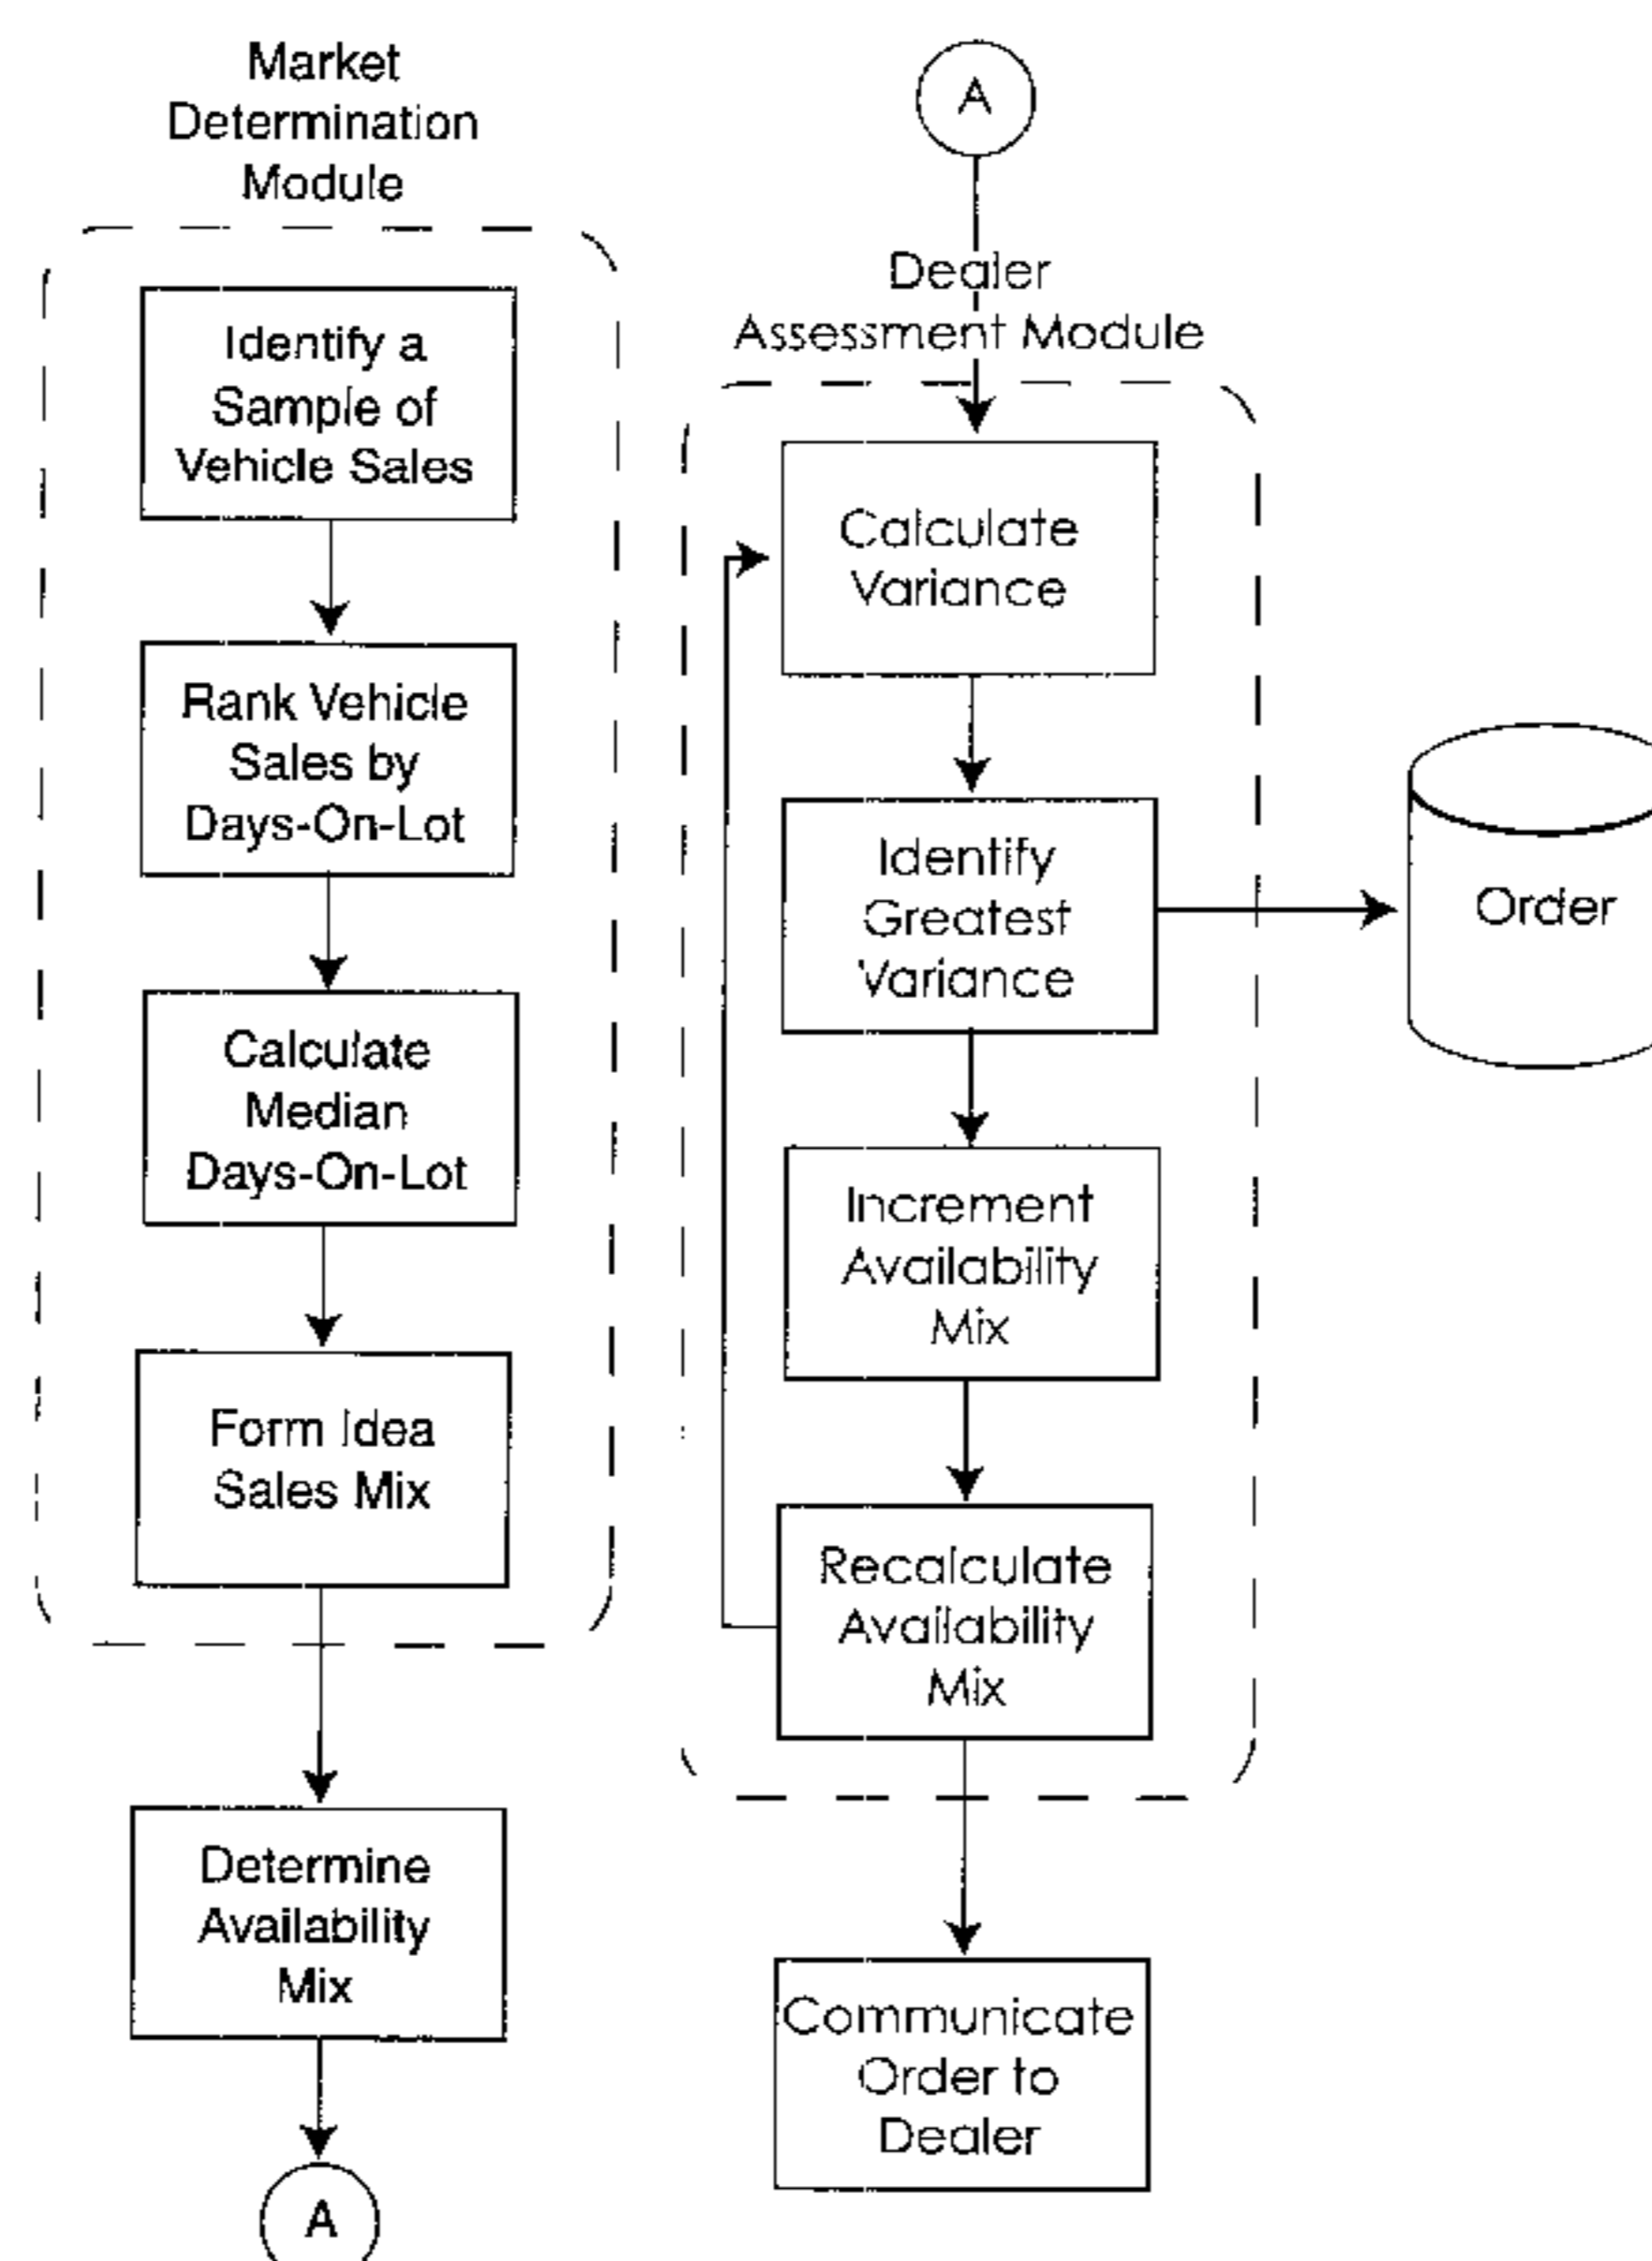 Market
Determination
Module
Identify a
Sample of
Vehicle Sales
Rank Vehicle
Sales by
Days-On-Lot
Calculate
Median
Days-On-Lot
Form Idea
Sales Mix
Determine
Availability
Mix
A
A
Dealer
Assessment Module
Calculate
Variance
Identify
Greatest
Variance
Increment
Availability
Mix
Recalculate
Availability
Mix
Communicate
Order to
Dealer
Order